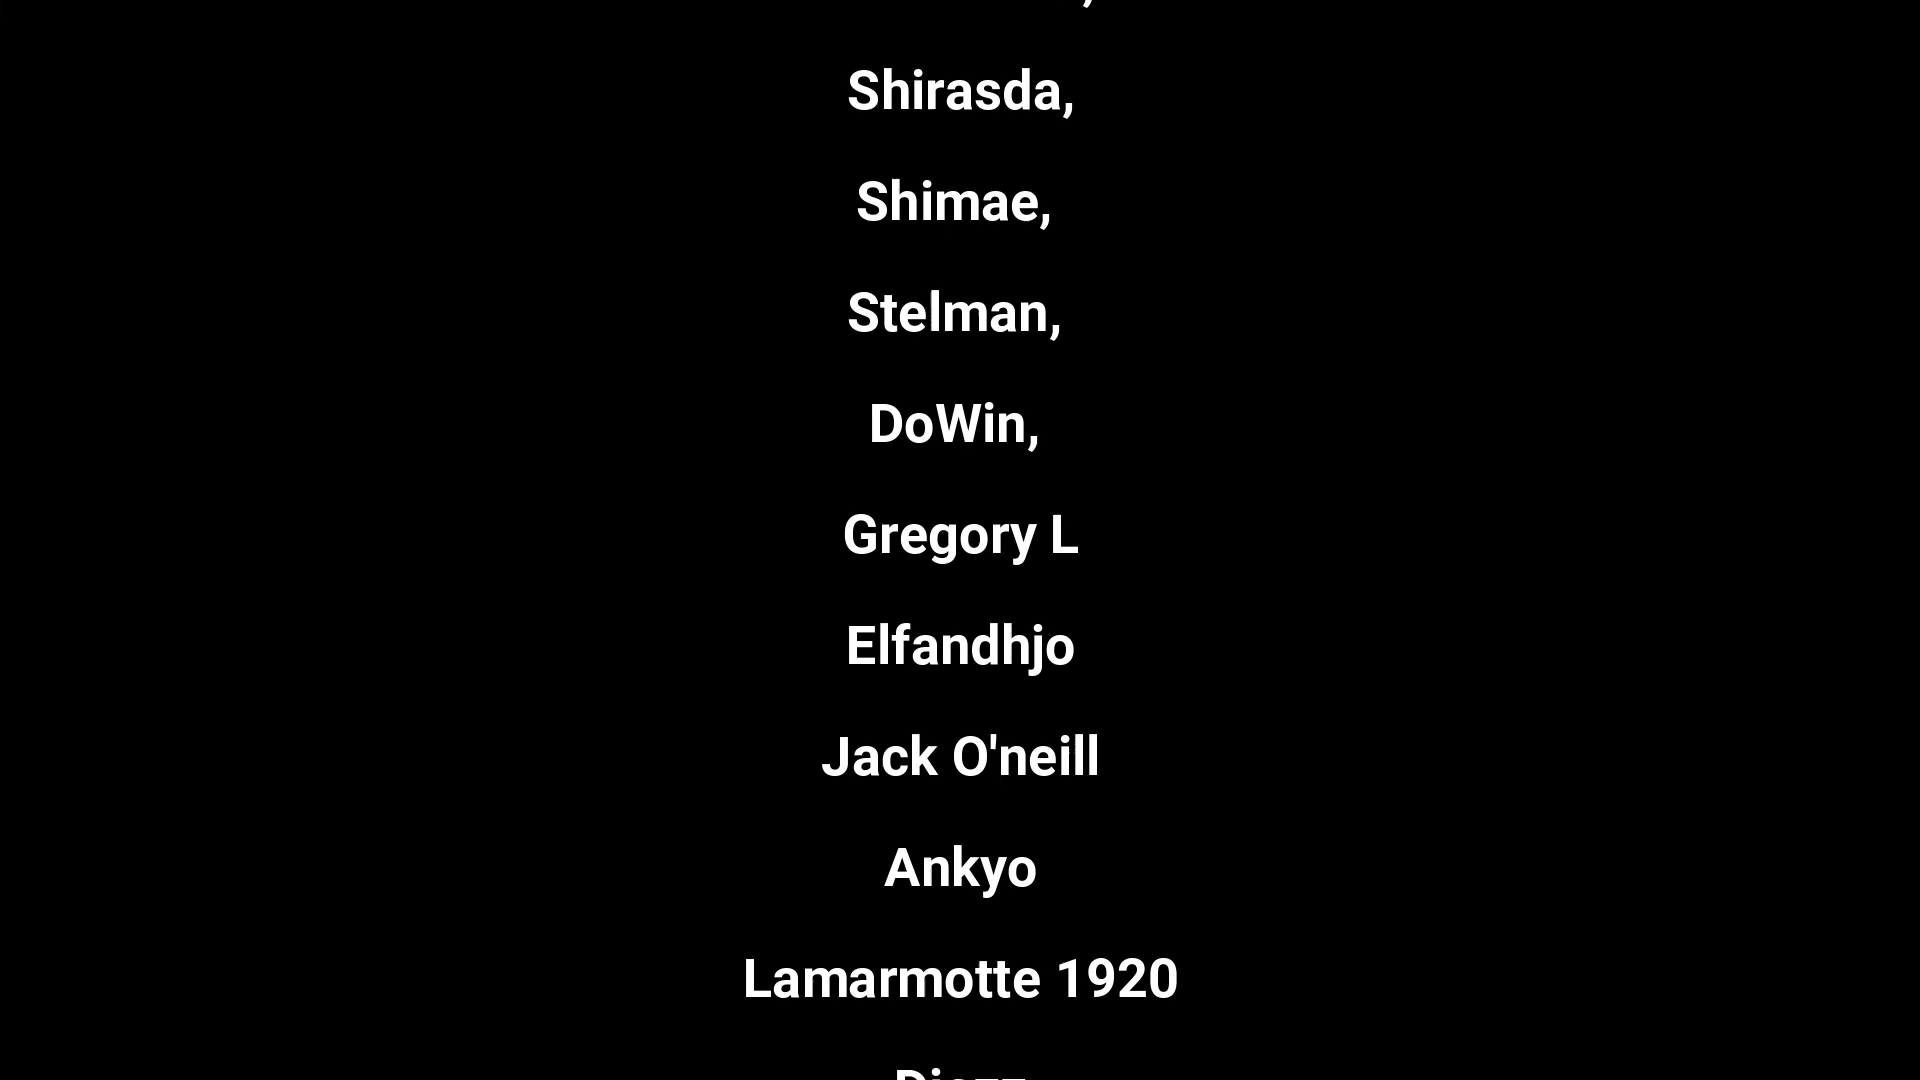 Shirasda,
Shimae,
Stelman,
DoWin,
Gregory L
Elfandhjo
Jack O'neill
Ankyo
Lamarmotte 1920